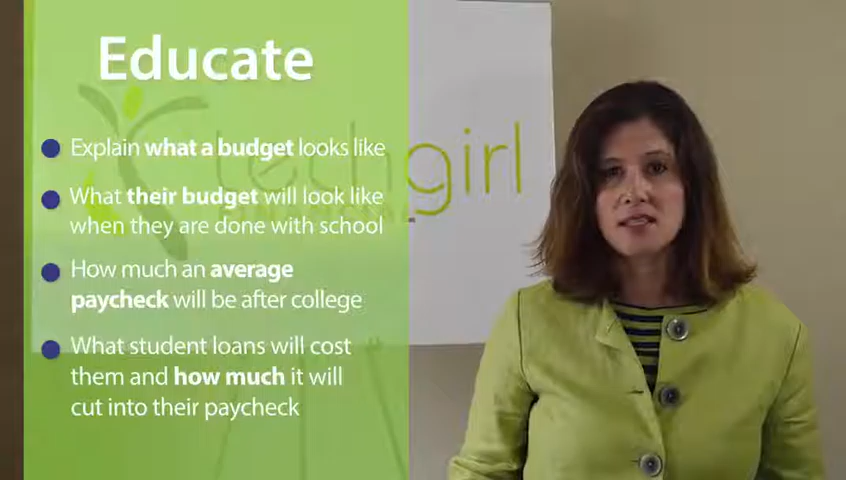 Educate
Explain what a budget looks like
What their budget will look like
when they are done with school
How much an average
paycheck will be after college
What student loans will cost
them and how much it will
cut into their paycheck
techgirl